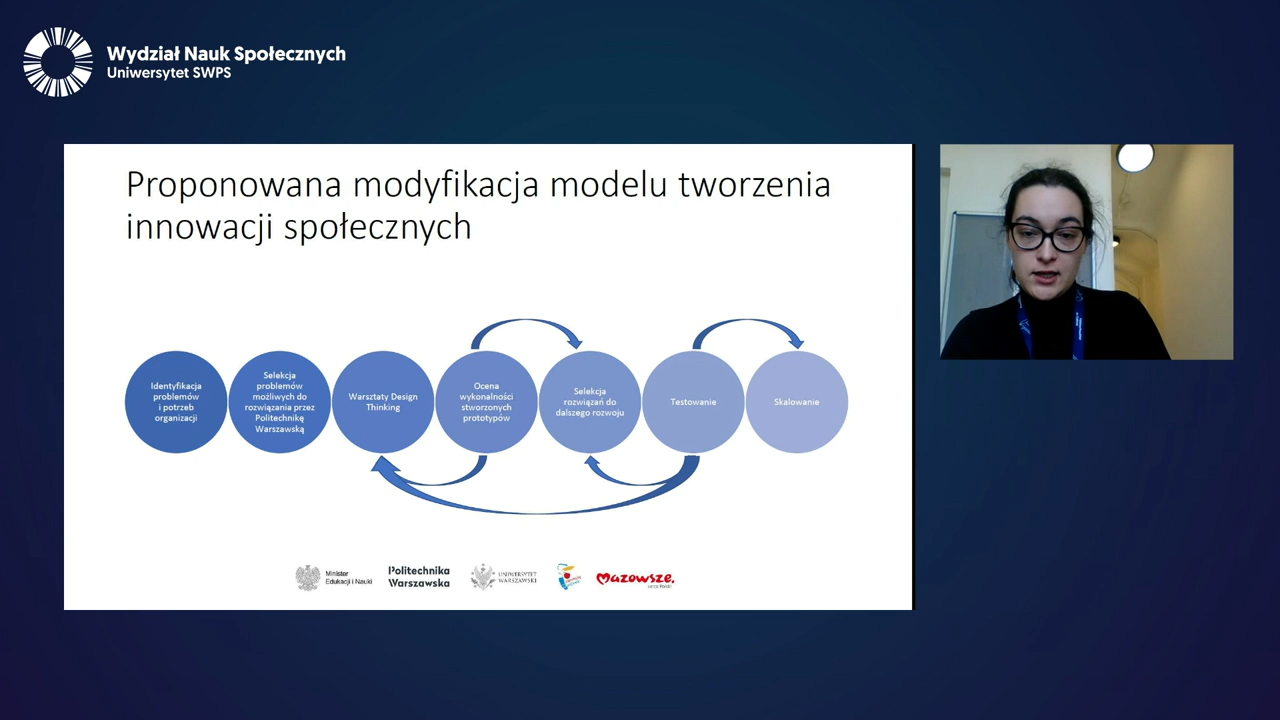 Wydział Nauk Społecznych
Uniwersytet SWPS
Proponowana modyfikacja modelu tworzenia
innowacji społecznych
Identyfikacja
problemów
i potrzeb
organizacji
Selekcja
problemów
możliwych do
rozwiązania przez
Politechnikę
Warszawską
Warsztaty Design
Thinking
Ocena
wykonalności
stworzonych
prototypów
Selekcja
rozwiązań do
dalszego rozwoju
Testowanie
Skalowanie
Minister
Edukacji i Nauki
Politechnika
Warszawska
UNIWERSYTET
WARSZAWSKI
Mazowsze.